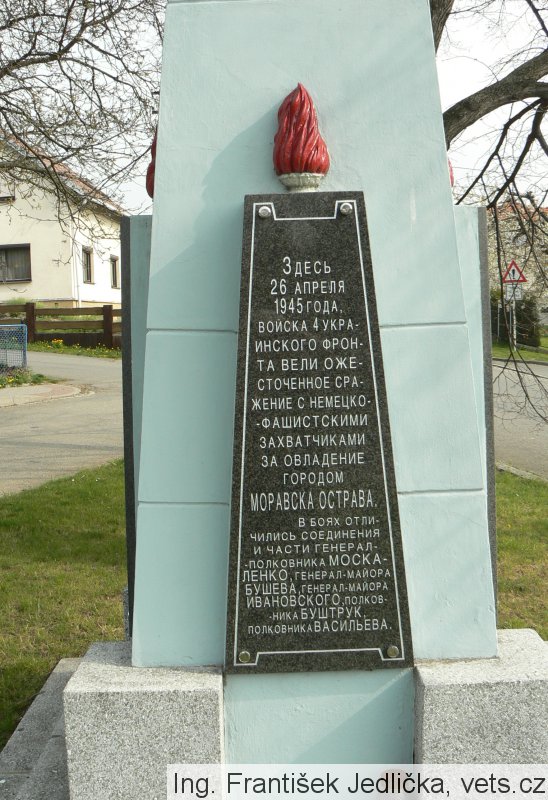 Здесь
26 АПРЕЛЯ
1945 ГОДА,
ВОЙСКА 4 УКРА-
ИНСКОГО ФРОН-
ТА ВЕЛИ ОЖЕ-
СТОЧЕННОЕ СРА-
ЖЕНИЕ С НЕМЕЦКО-
-ФАШИСТСКИМИ
ЗАХВАТЧИКАМИ
ЗА ОВЛАДЕНИЕ
ГОРОДОМ
МОРАВСКА ОСТРАВА.
В БОЯХ ОТЛИ-
ЧИЛИСЬ СОЕДИНЕНИЯ
И ЧАСТИ ГЕНЕРАЛ-
-ПОЛКОВНИКА МОСКА-
ЛЕНКО, ГЕНЕРАЛ-МАЙОРА
БУШЕВА, ГЕНЕРАЛ-МАЙОРА
ИВАНОВСКОГО, ПОЛКОВ-
НИКА БУШТРУК,
ПОЛКОВНИКА ВАСИЛЬЕВА.
Ing. František Jedlička, vets.cz